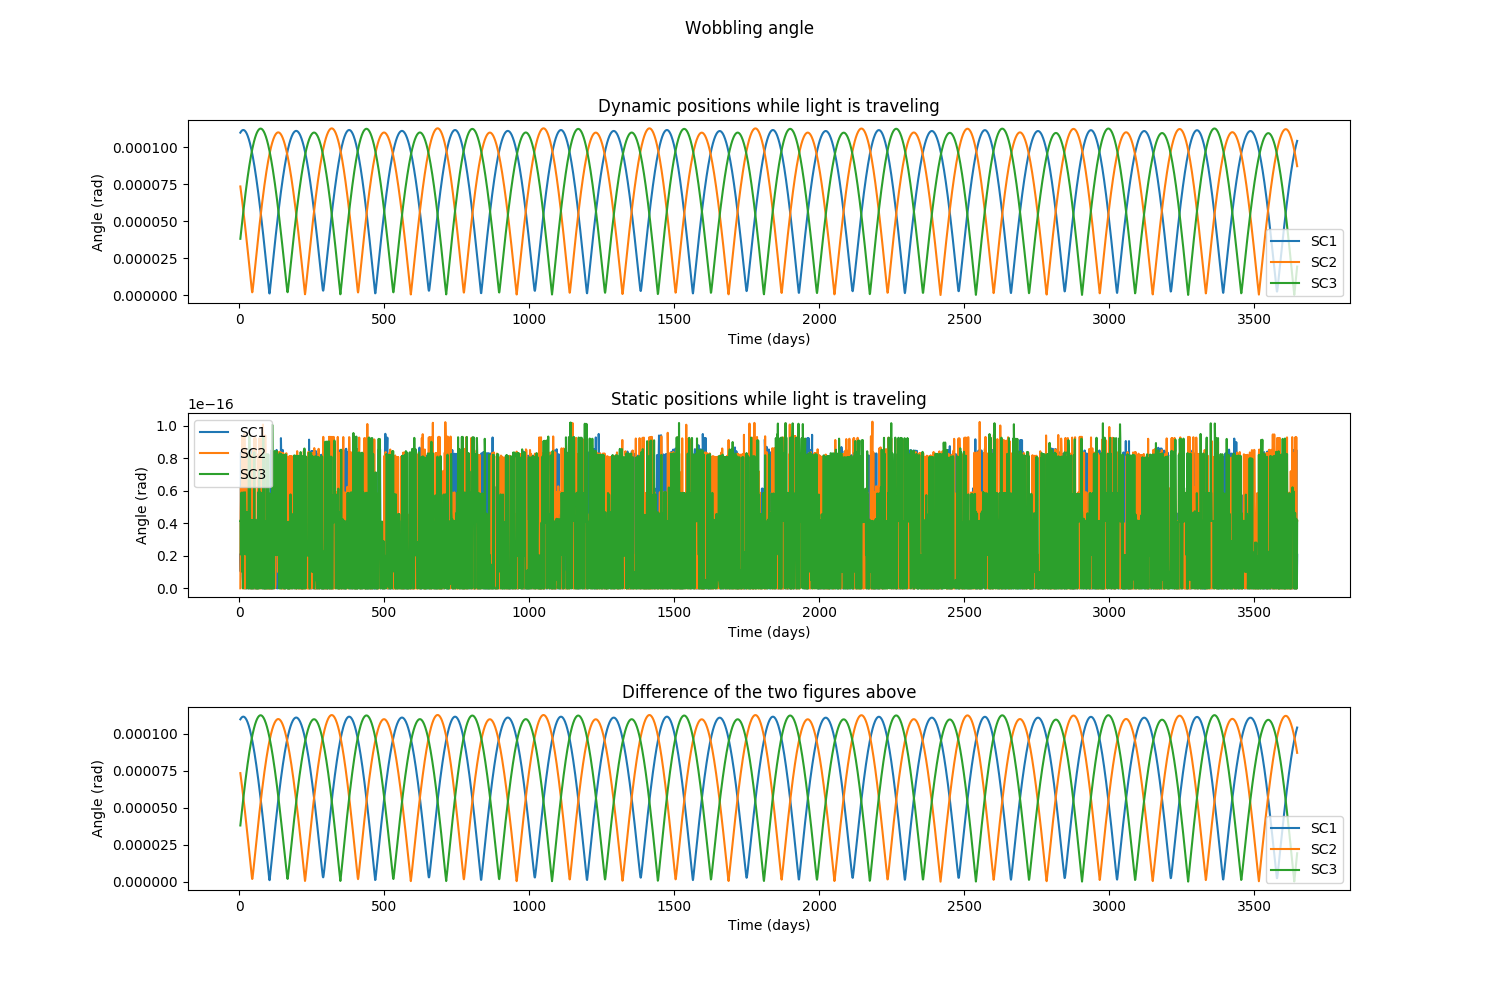 Wobbling angle
Dynamic positions while light is traveling
Angle (rad)
0.000100
0.000075
0.000050
0.000025
0.000000
SC1
SC2
SC3
0 500 1000 1500 2000 2500 3000 3500
Time (days)
Static positions while light is traveling
1e−16
Angle (rad)
1.0
0.8
0.6
0.4
0.2
0.0
SC1
SC2
SC3
0 500 1000 1500 2000 2500 3000 3500
Time (days)
Difference of the two figures above
Angle (rad)
0.000100
0.000075
0.000050
0.000025
0.000000
SC1
SC2
SC3
0 500 1000 1500 2000 2500 3000 3500
Time (days)